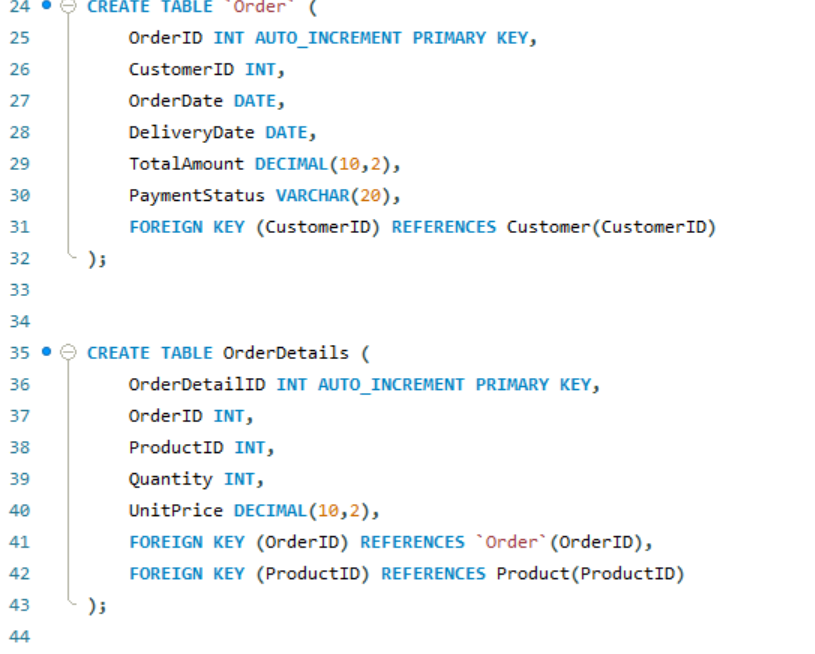 24 CREATE TABLE `Order` (
25 OrderID INT AUTO_INCREMENT PRIMARY KEY,
26 CustomerID INT,
27 OrderDate DATE,
28 DeliveryDate DATE,
29 TotalAmount DECIMAL(10,2),
30 PaymentStatus VARCHAR(20),
31 FOREIGN KEY (CustomerID) REFERENCES Customer(CustomerID)
32 );
33
34
35 CREATE TABLE OrderDetails (
36 OrderDetailID INT AUTO_INCREMENT PRIMARY KEY,
37 OrderID INT,
38 ProductID INT,
39 Quantity INT,
40 UnitPrice DECIMAL(10,2),
41 FOREIGN KEY (OrderID) REFERENCES `Order`(OrderID),
42 FOREIGN KEY (ProductID) REFERENCES Product(ProductID)
43 );
44